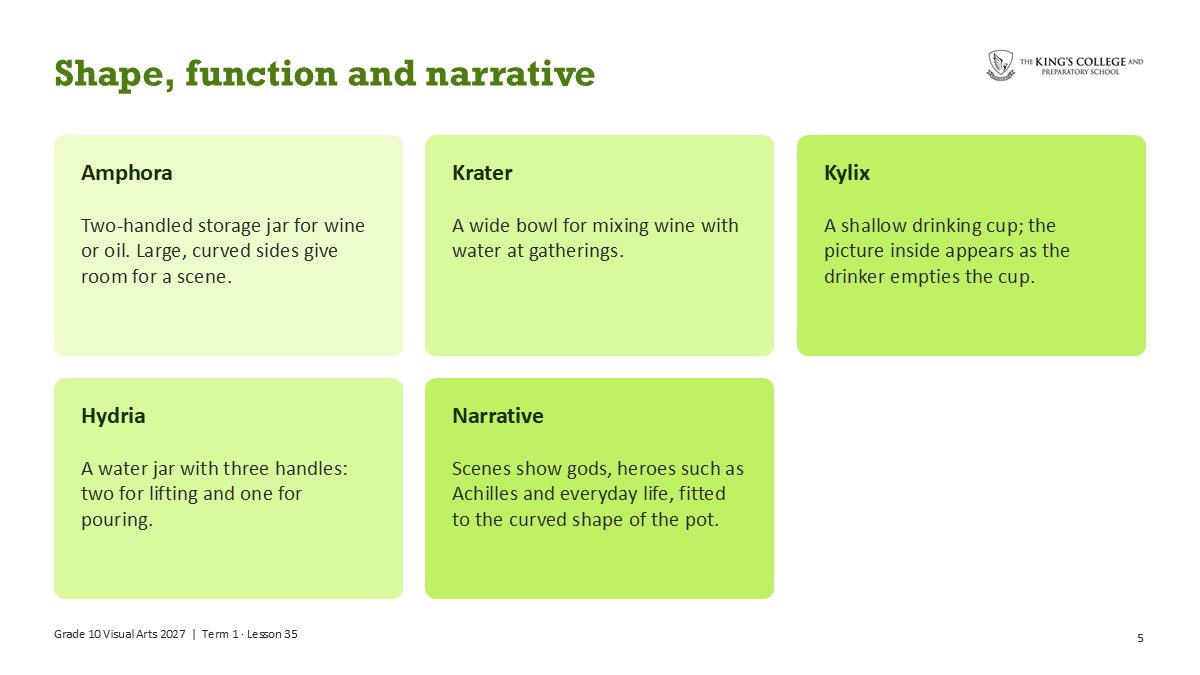 Shape, function and narrative
THE KING'S COLLEGE AND
PREPARATORY SCHOOL
Amphora
Two-handled storage jar for wine
or oil. Large, curved sides give
room for a scene.
Krater
A wide bowl for mixing wine with
water at gatherings.
Kylix
A shallow drinking cup; the
picture inside appears as the
drinker empties the cup.
Hydria
A water jar with three handles:
two for lifting and one for
pouring.
Narrative
Scenes show gods, heroes such as
Achilles and everyday life, fitted
to the curved shape of the pot.
Grade 10 Visual Arts 2027 | Term 1 · Lesson 35
5